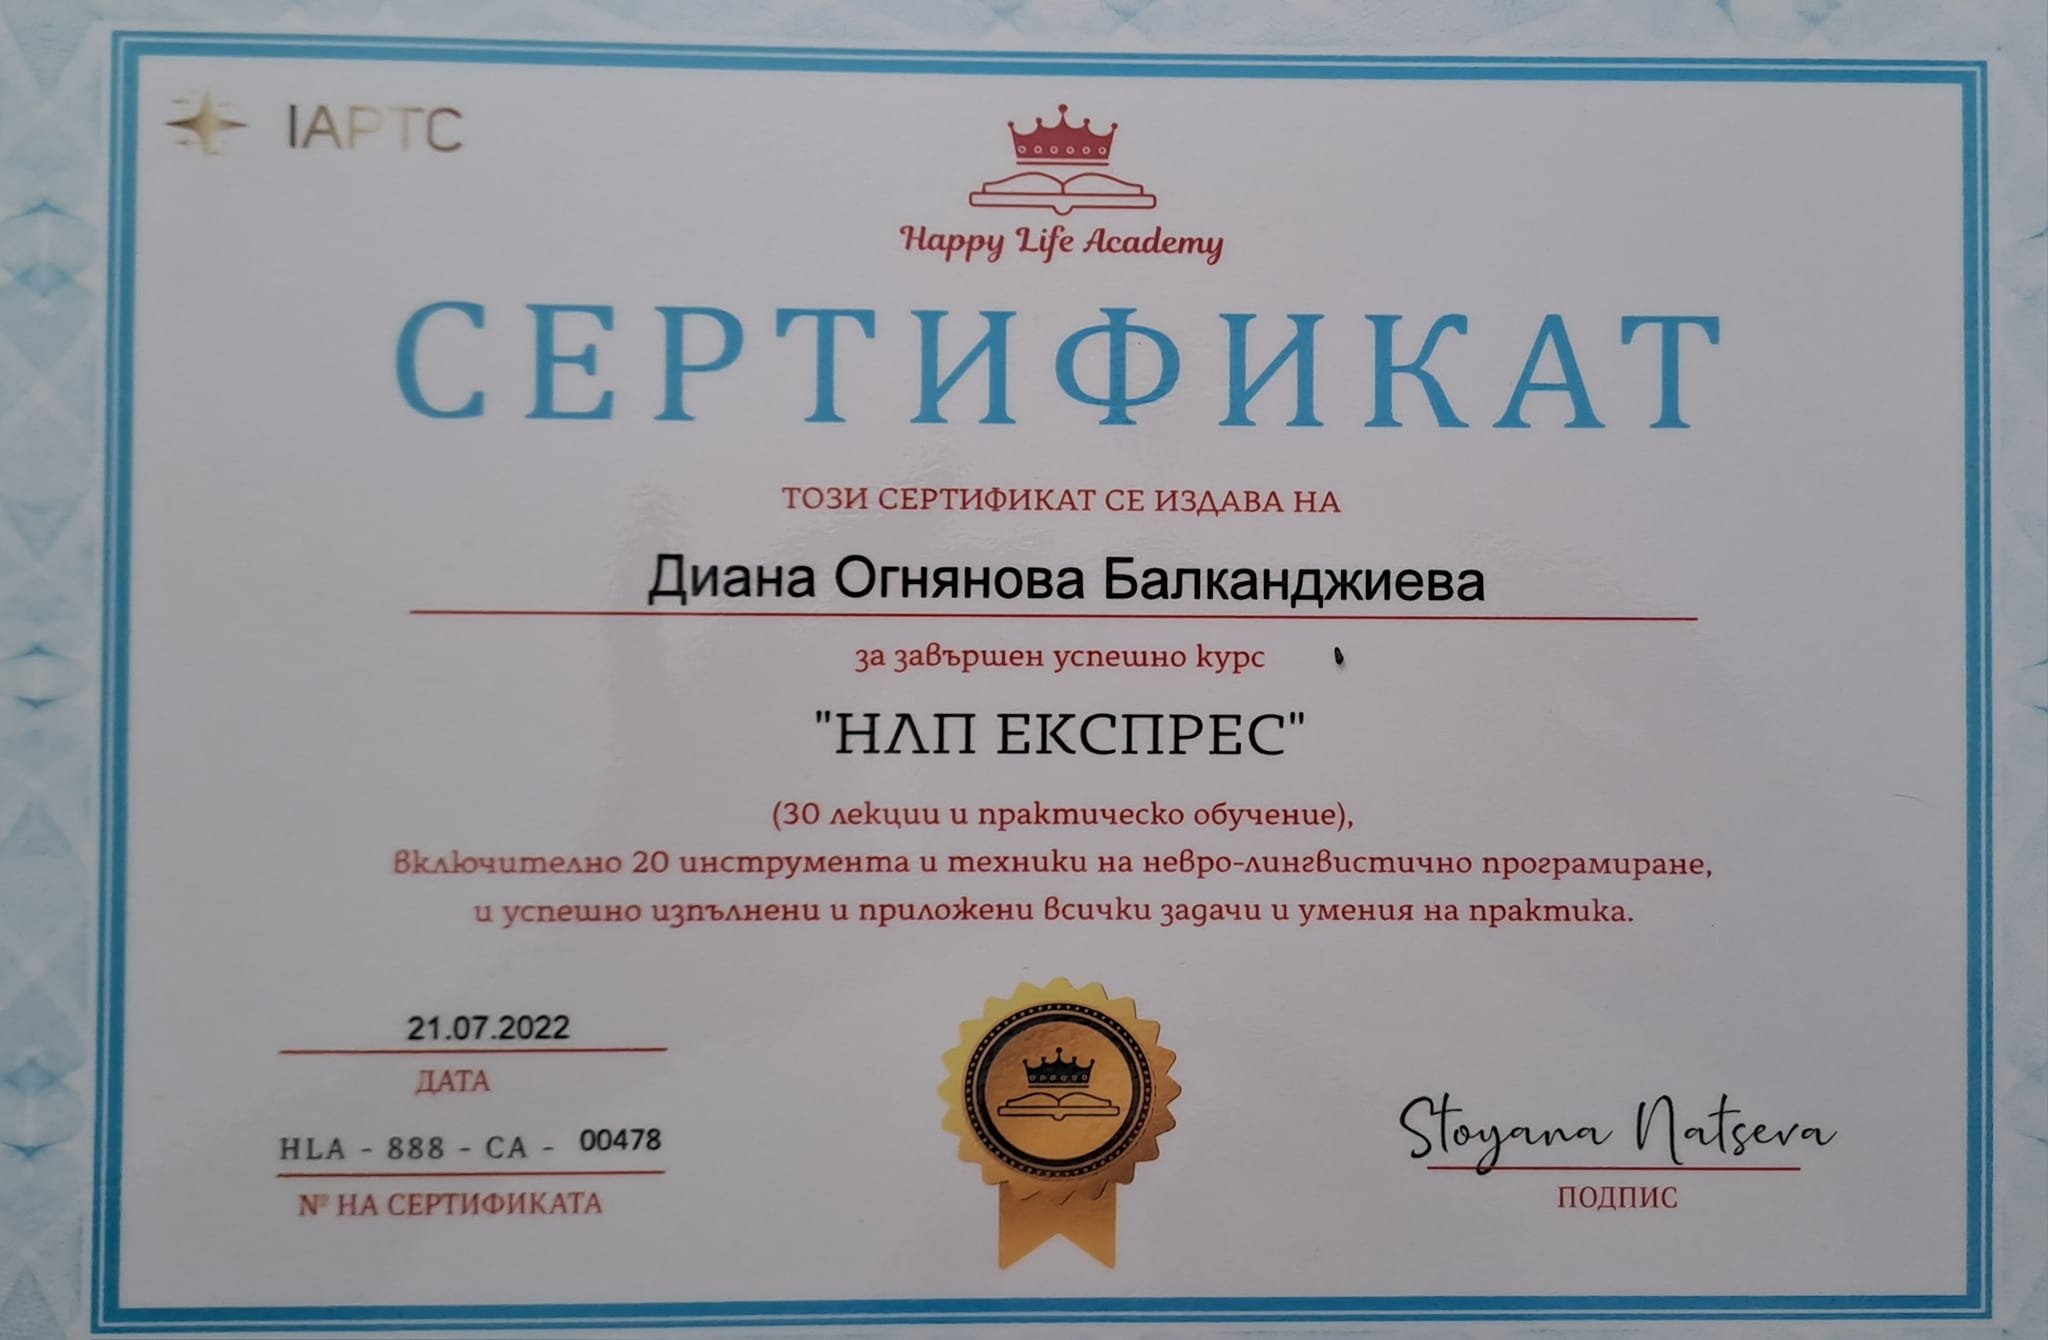 IAPTC
Happy Life Academy
СЕРТИФИКАТ
ТОЗИ СЕРТИФИКАТ СЕ ИЗДАВА НА
Диана Огнянова Балканджиева
за завършен успешно курс
"НЛП ЕКСПРЕС"
(30 лекции и практическо обучение),
включително 20 инструмента и техники на невро-лингвистично програмиране,
и успешно изпълнени и приложени всички задачи и умения на практика.
21.07.2022
ДАТА
HLA - 888 - CA - 00478
№ НА СЕРТИФИКАТА
Stoyana Natseva
ПОДПИС